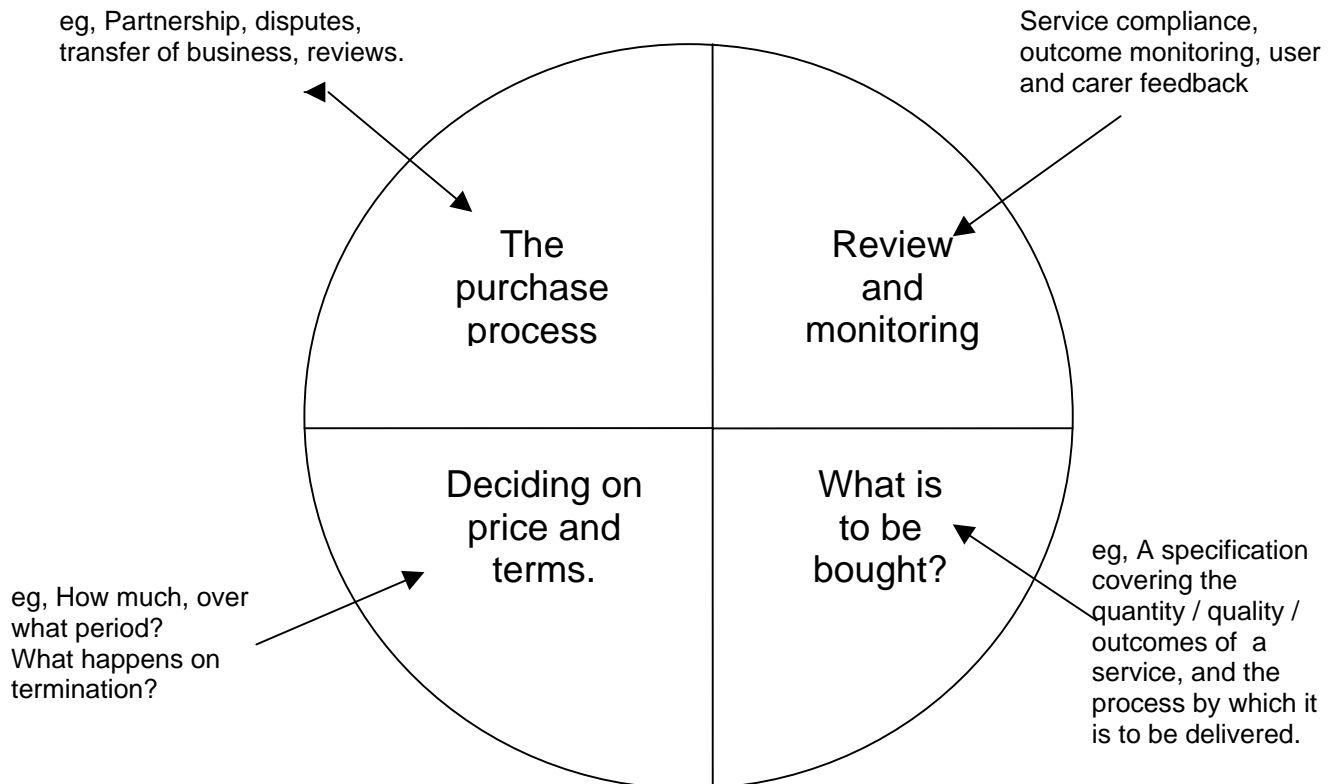 eg, Partnership, disputes,
transfer of business, reviews.
Service compliance,
outcome monitoring, user
and carer feedback
The
purchase
process
Review
and
monitoring
Deciding on
price and
terms.
What is
to be
bought?
eg, How much, over
what period?
What happens on
termination?
eg, A specification
covering the
quantity / quality /
outcomes of  a
service, and the
process by which it
is to be delivered.